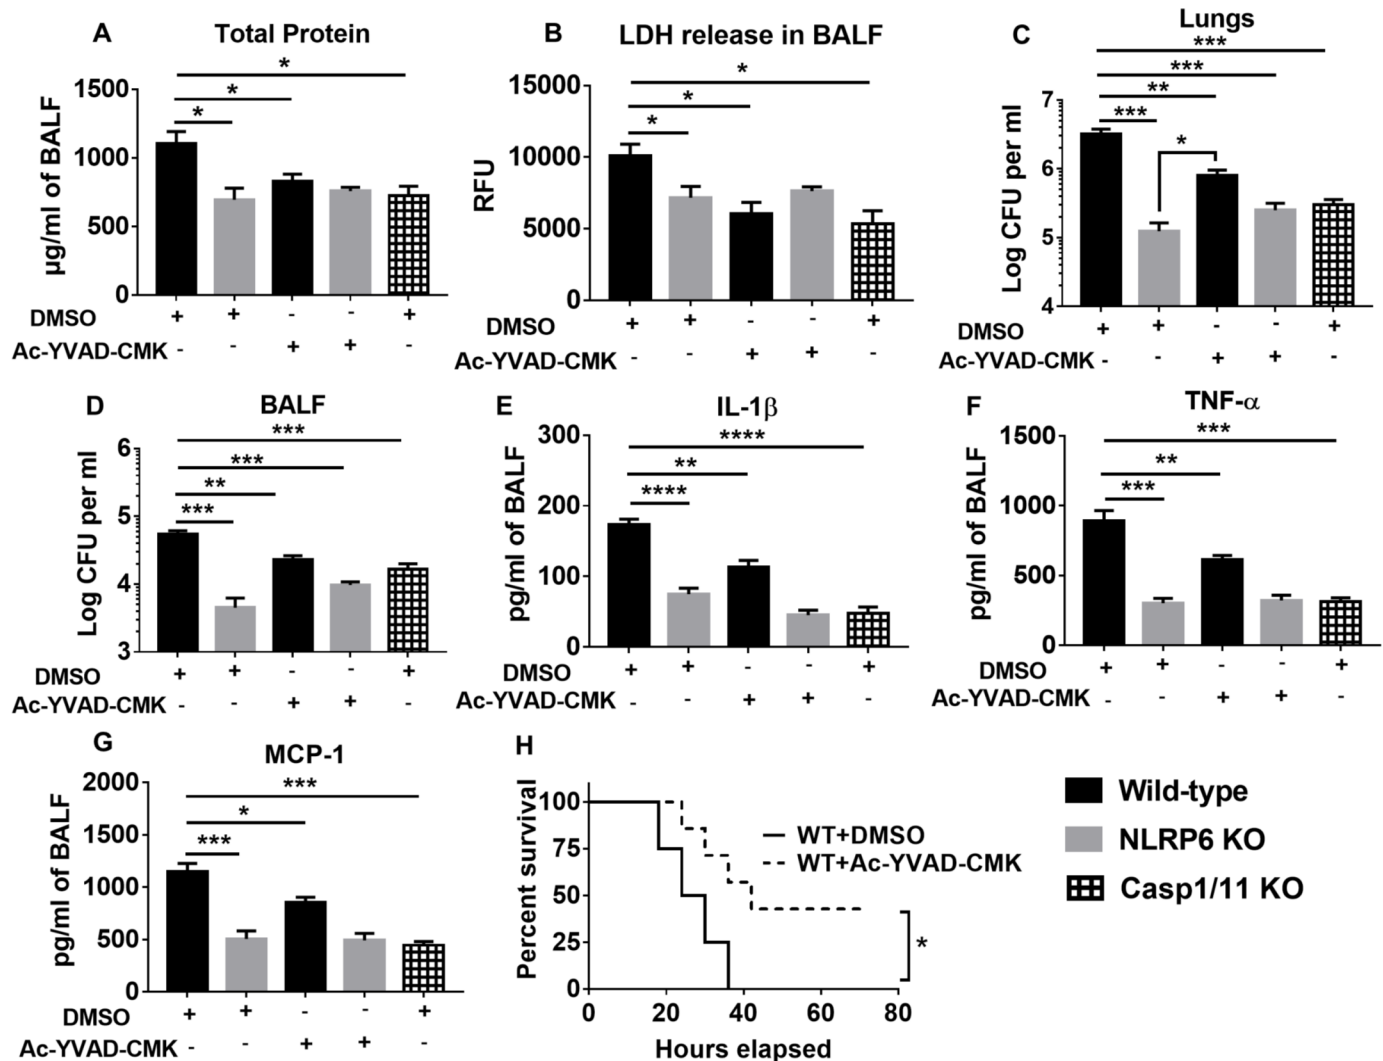 A Total Protein
*
*
*
1500
1000
500
0
µg/ml of BALF
DMSO + + - - +
Ac-YVAD-CMK - - + + -
B LDH release in BALF
*
*
*
15000
10000
5000
0
RFU
DMSO + + - - +
Ac-YVAD-CMK - - + + -
C Lungs
***
***
**
***
*
7
6
5
4
Log CFU per ml
DMSO + + - - +
Ac-YVAD-CMK - - + + -
D BALF
***
***
**
***
6
5
4
3
Log CFU per ml
DMSO + + - - +
Ac-YVAD-CMK - - + + -
E IL-1β
****
**
****
300
200
100
0
pg/ml of BALF
DMSO + + - - +
Ac-YVAD-CMK - - + + -
F TNF-α
***
**
***
1500
1000
500
0
pg/ml of BALF
DMSO + + - - +
Ac-YVAD-CMK - - + + -
G MCP-1
***
*
***
2000
1500
1000
500
0
pg/ml of BALF
DMSO + + - - +
Ac-YVAD-CMK - - + + -
H
100
75
50
25
0
Percent survival
WT+DMSO
WT+Ac-YVAD-CMK
*
0 20 40 60 80
Hours elapsed
Wild-type
NLRP6 KO
Casp1/11 KO